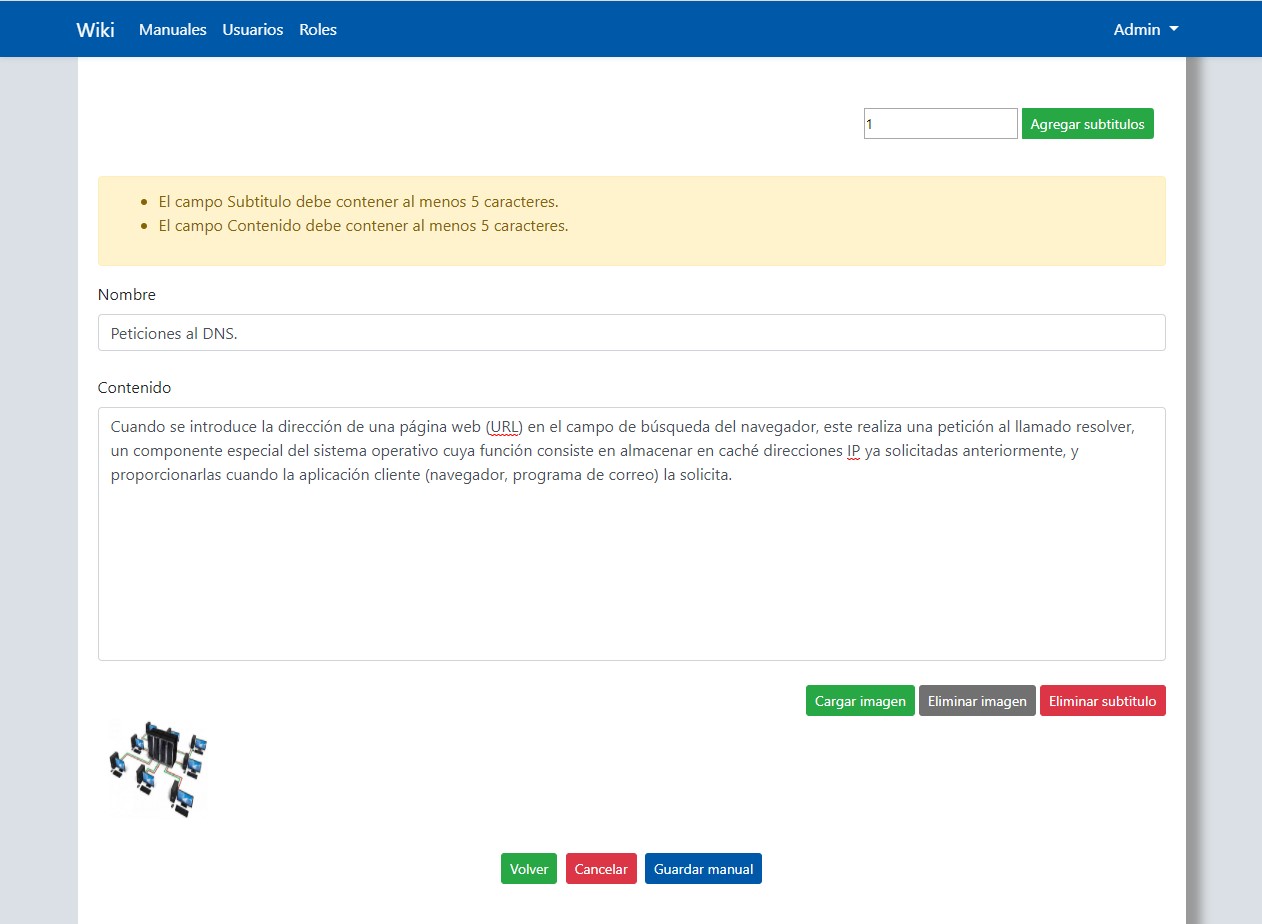 Wiki Manuales Usuarios Roles Admin
1 Agregar subtitulos
El campo Subtitulo debe contener al menos 5 caracteres.
El campo Contenido debe contener al menos 5 caracteres.
Nombre
Peticiones al DNS.
Contenido
Cuando se introduce la dirección de una página web (URL) en el campo de búsqueda del navegador, este realiza una petición al llamado resolver,
un componente especial del sistema operativo cuya función consiste en almacenar en caché direcciones IP ya solicitadas anteriormente, y
proporcionarlas cuando la aplicación cliente (navegador, programa de correo) la solicita.
Cargar imagen Eliminar imagen Eliminar subtitulo
Volver Cancelar Guardar manual